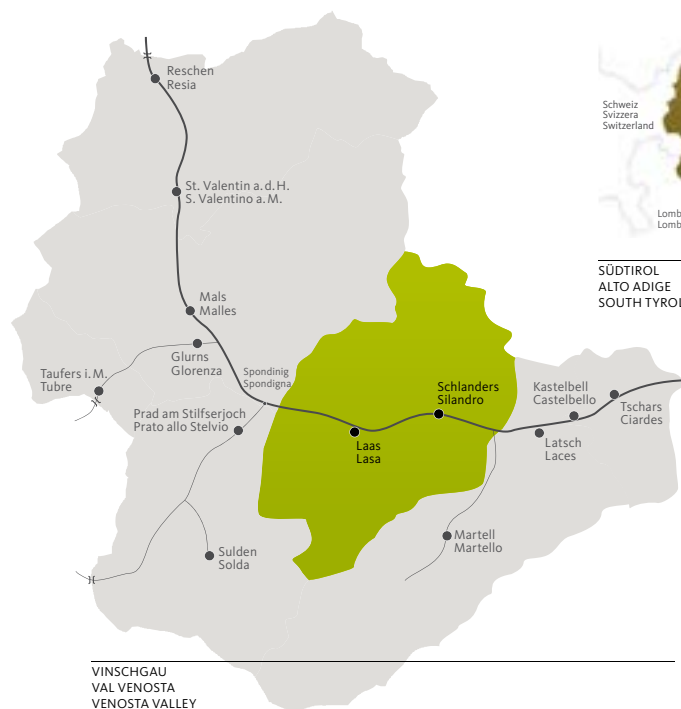 Reschen
Resia
Schweiz
Svizzera
Switzerland
St. Valentin a.d.H.
S. Valentino a.M.
Lomb
Lomb
SÜDTIROL
ALTO ADIGE
SOUTH TYROL
Mals
Malles
Glurns
Glorenza
Taufers i.M.
Tubre
Spondinig
Spondigna
Schlanders
Silandro
Kastelbell
Castelbello
Tschars
Ciardes
Prad am Stilfserjoch
Prato allo Stelvio
Laas
Lasa
Latsch
Laces
Martell
Martello
Sulden
Solda
VINSCHGAU
VAL VENOSTA
VENOSTA VALLEY